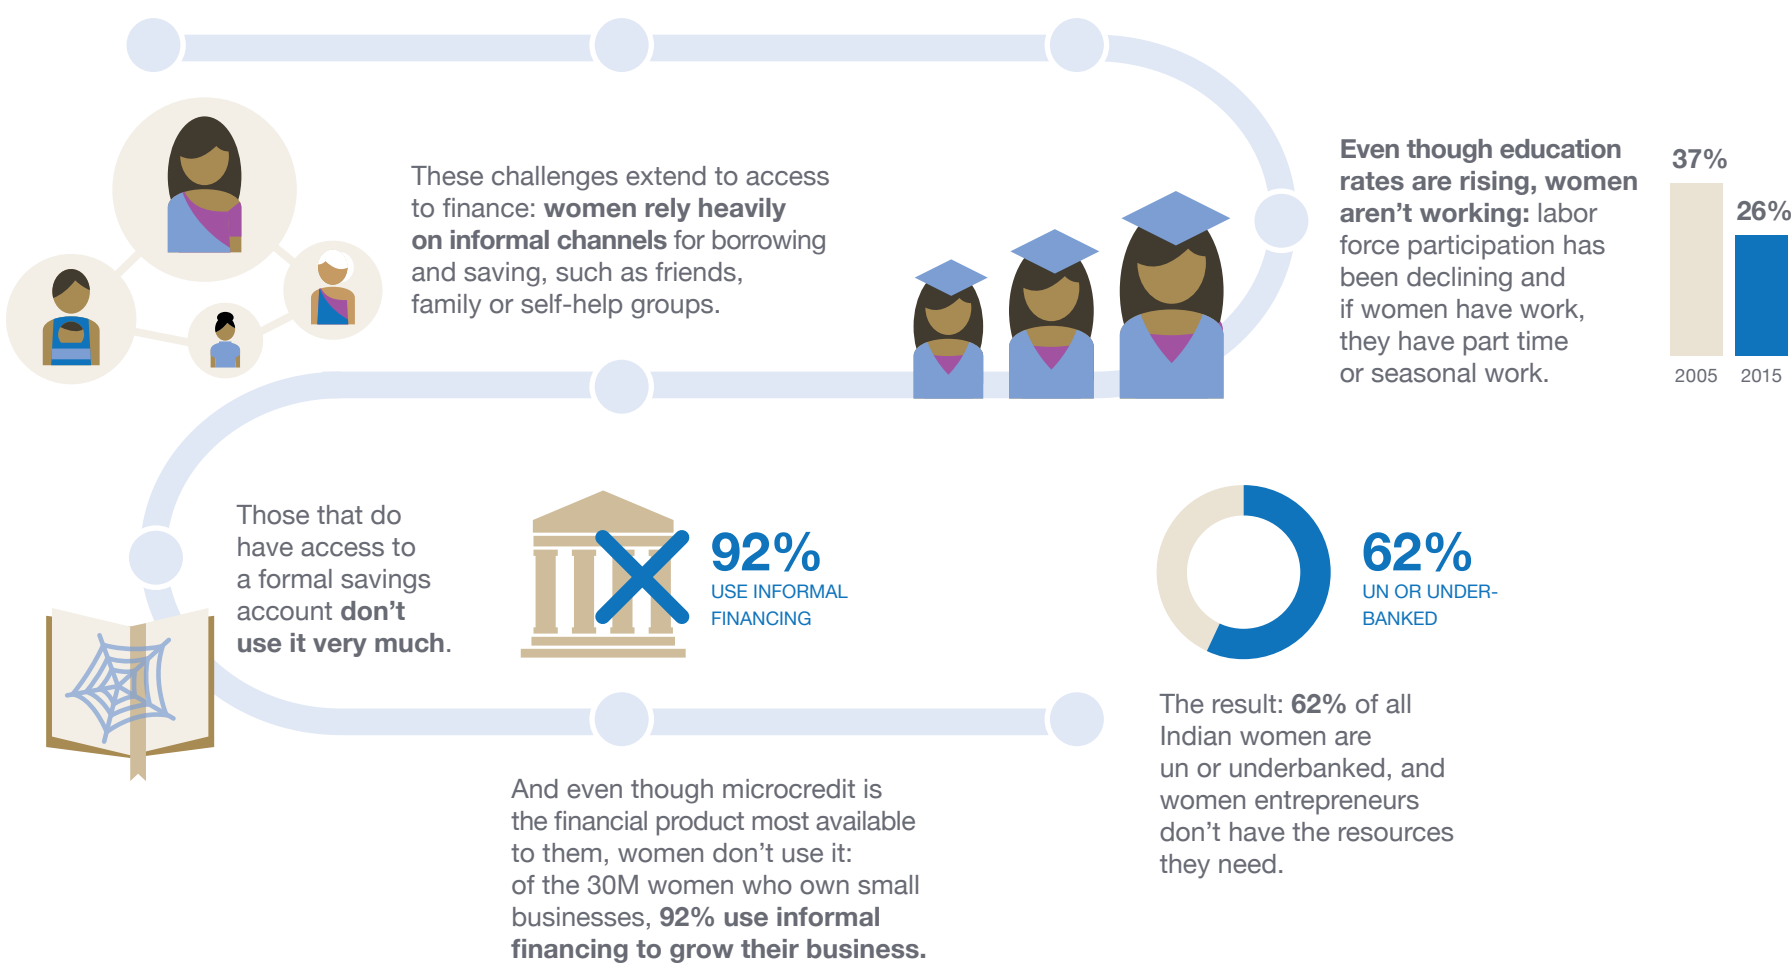 Even though education
rates are rising, women
aren't working: labor
force participation has
been declining and
if women have work,
they have part time
or seasonal work.
37%
26%
2005
2015
These challenges extend to access
to finance: women rely heavily
on informal channels for borrowing
and saving, such as friends,
family or self-help groups.
Those that do
have access to
a formal savings
account don't
use it very much.
92%
USE INFORMAL
FINANCING
And even though microcredit is
the financial product most available
to them, women don't use it:
of the 30M women who own small
businesses, 92% use informal
financing to grow their business.
62%
UN OR UNDER-
BANKED
The result: 62% of all
Indian women are
un or underbanked, and
women entrepreneurs
don't have the resources
they need.